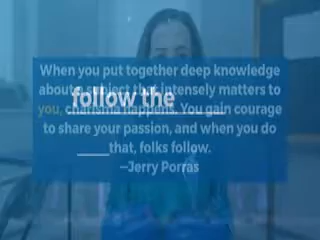 When you put together deep knowledge
about a subject that intensely matters to
follow the
you, charisma happens. You gain courage
to share your passion, and when you do
that, folks follow.
—Jerry Porras